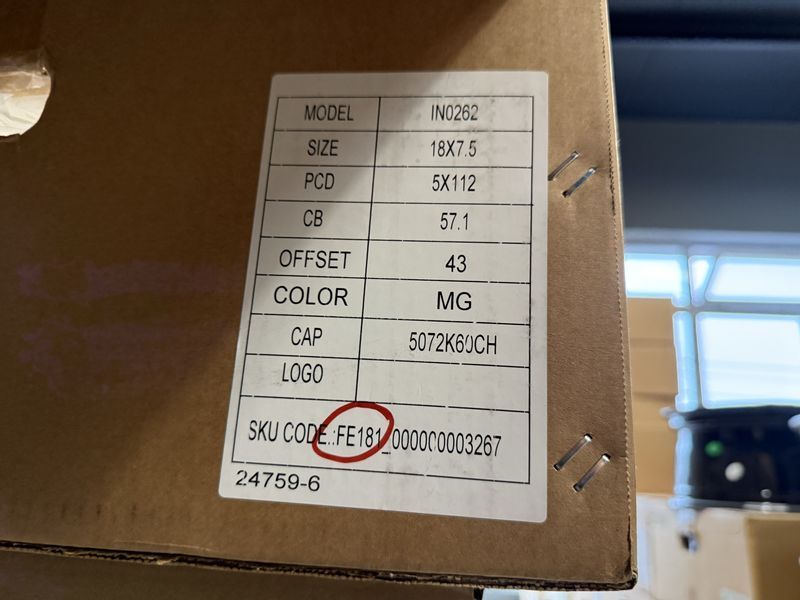 MODEL IN0262
SIZE 18X7.5
PCD 5X112
CB 57.1
OFFSET 43
COLOR MG
CAP 5072K60CH
LOGO
SKU CODE.:FE181_000000003267
24759-6